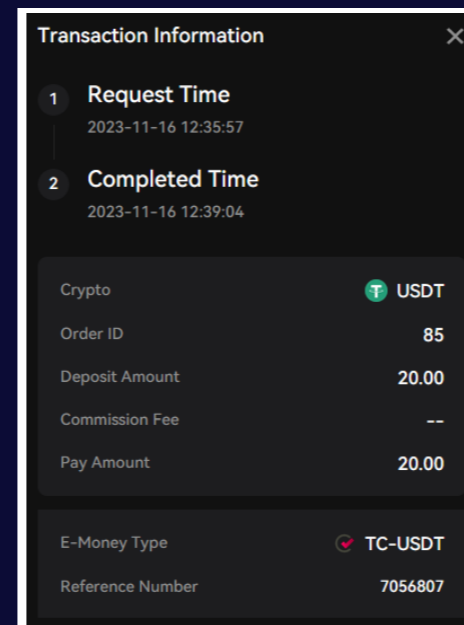 Transaction Information
1 Request Time
2023-11-16 12:35:57
2 Completed Time
2023-11-16 12:39:04
Crypto USDT
Order ID 85
Deposit Amount 20.00
Commission Fee --
Pay Amount 20.00
E-Money Type TC-USDT
Reference Number 7056807